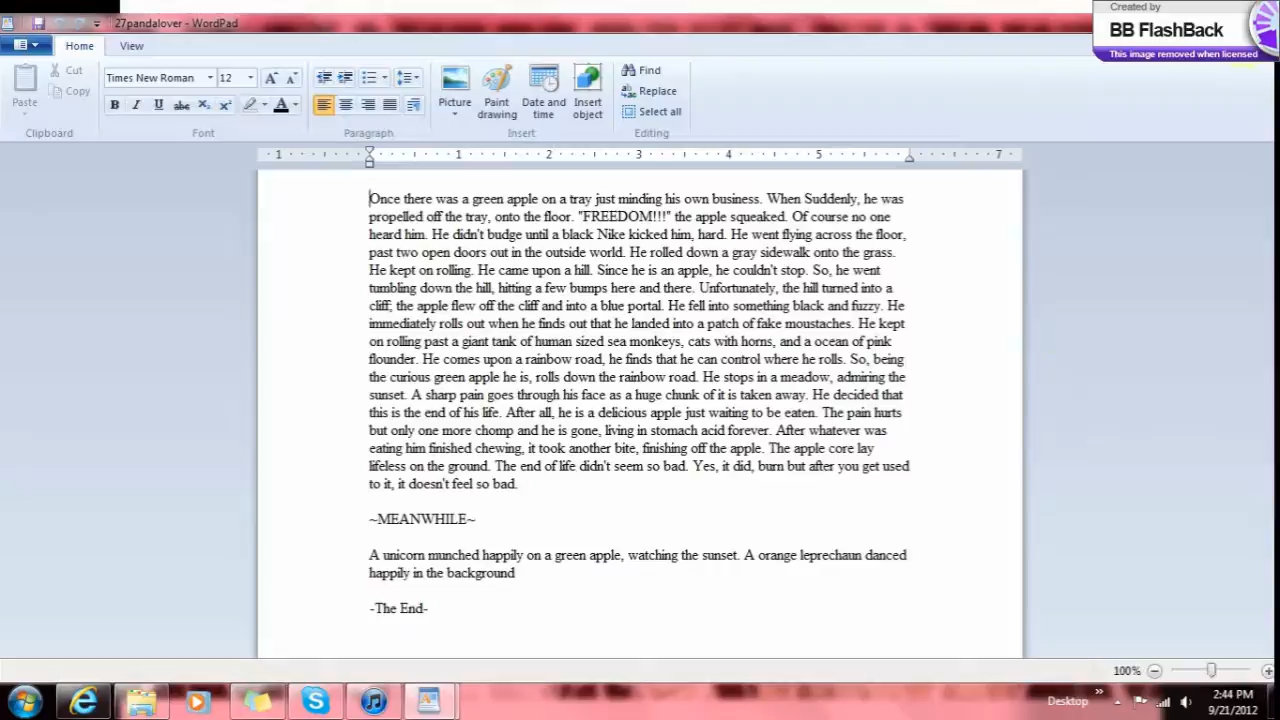 Created by
BB FlashBack
This image removed when licensed
27pandalover - WordPad
Home View
Paste
Cut
Copy
Clipboard
Times New Roman 12
B I U abc X₂ X²
A
Font
Paragraph
Picture
Paint drawing
Date and time
Insert object
Insert
Find
Replace
Select all
Editing
1 1 2 3 4 5 7
Once there was a green apple on a tray just minding his own business. When Suddenly, he was
propelled off the tray, onto the floor. "FREEDOM!!!" the apple squeaked. Of course no one
heard him. He didn't budge until a black Nike kicked him, hard. He went flying across the floor,
past two open doors out in the outside world. He rolled down a gray sidewalk onto the grass.
He kept on rolling. He came upon a hill. Since he is an apple, he couldn't stop. So, he went
tumbling down the hill, hitting a few bumps here and there. Unfortunately, the hill turned into a
cliff; the apple flew off the cliff and into a blue portal. He fell into something black and fuzzy. He
immediately rolls out when he finds out that he landed into a patch of fake moustaches. He kept
on rolling past a giant tank of human sized sea monkeys, cats with horns, and a ocean of pink
flounder. He comes upon a rainbow road, he finds that he can control where he rolls. So, being
the curious green apple he is, rolls down the rainbow road. He stops in a meadow, admiring the
sunset. A sharp pain goes through his face as a huge chunk of it is taken away. He decided that
this is the end of his life. After all, he is a delicious apple just waiting to be eaten. The pain hurts
but only one more chomp and he is gone, living in stomach acid forever. After whatever was
eating him finished chewing, it took another bite, finishing off the apple. The apple core lay
lifeless on the ground. The end of life didn't seem so bad. Yes, it did, burn but after you get used
to it, it doesn't feel so bad.
~MEANWHILE~
A unicorn munched happily on a green apple, watching the sunset. A orange leprechaun danced
happily in the background
-The End-
100%
Desktop
2:44 PM
9/21/2012